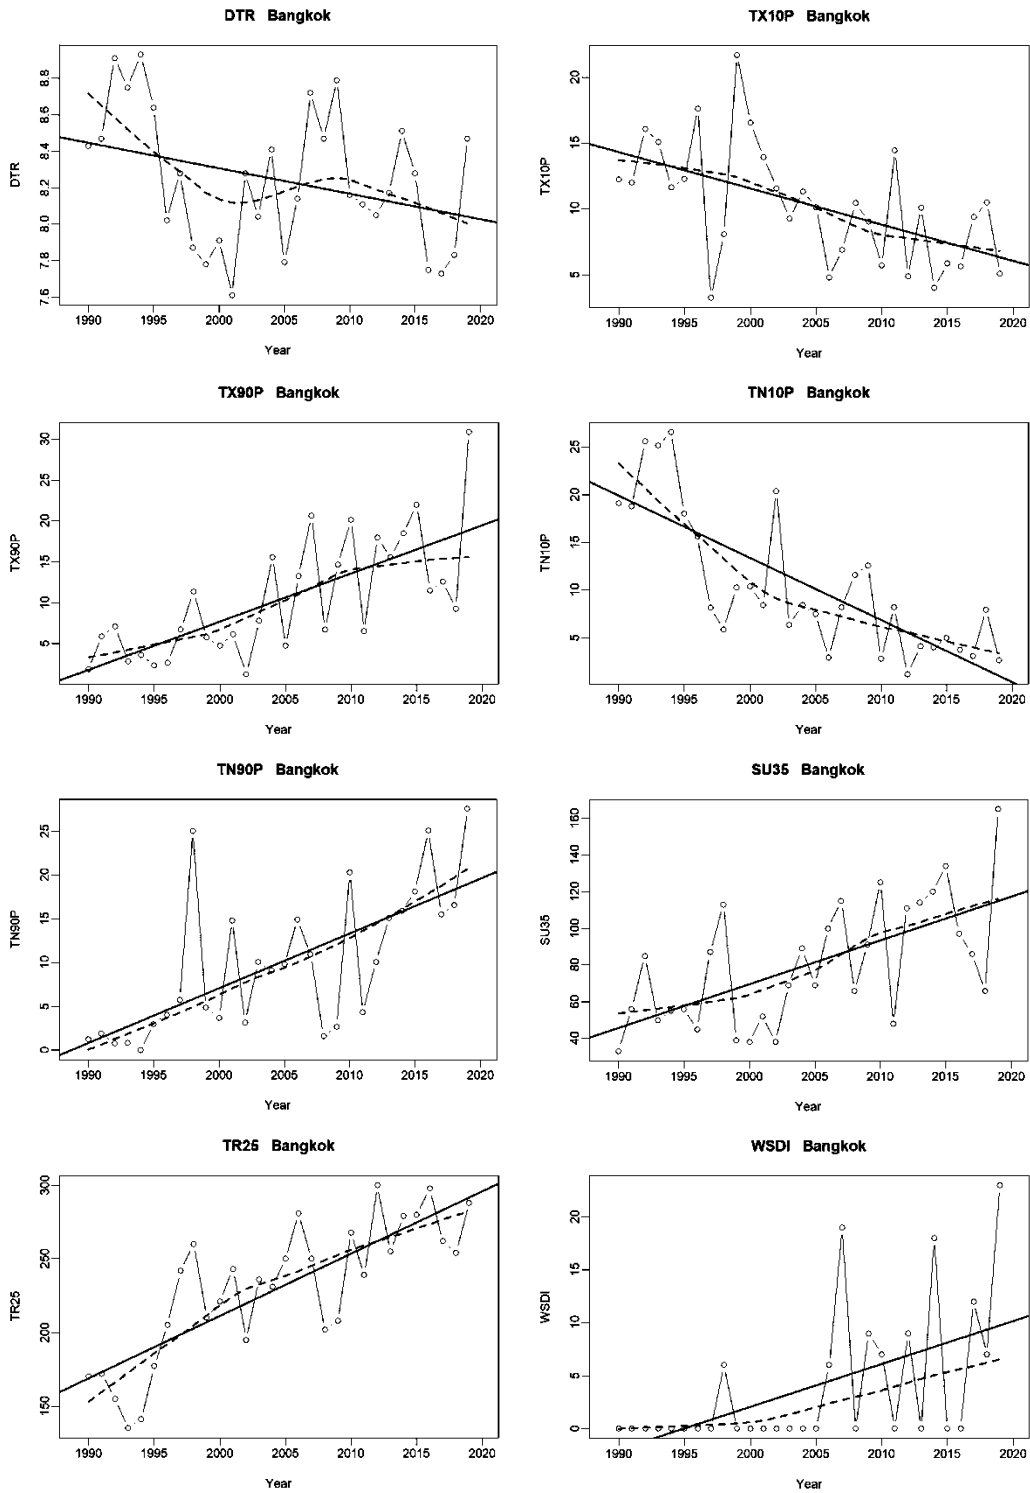 DTR Bangkok
8.8
8.6
8.4
8.2
8.0
7.8
7.6
DTR
1990 1995 2000 2005 2010 2015 2020
Year
TX10P Bangkok
20
15
10
5
TX10P
1990 1995 2000 2005 2010 2015 2020
Year
TX90P Bangkok
30
25
20
15
10
5
TX90P
1990 1995 2000 2005 2010 2015 2020
Year
TN10P Bangkok
25
20
15
10
5
TN10P
1990 1995 2000 2005 2010 2015 2020
Year
TN90P Bangkok
25
20
15
10
5
0
TN90P
1990 1995 2000 2005 2010 2015 2020
Year
SU35 Bangkok
160
140
120
100
80
60
40
SU35
1990 1995 2000 2005 2010 2015 2020
Year
TR25 Bangkok
300
250
200
150
TR25
1990 1995 2000 2005 2010 2015 2020
Year
WSDI Bangkok
20
15
10
5
0
WSDI
1990 1995 2000 2005 2010 2015 2020
Year